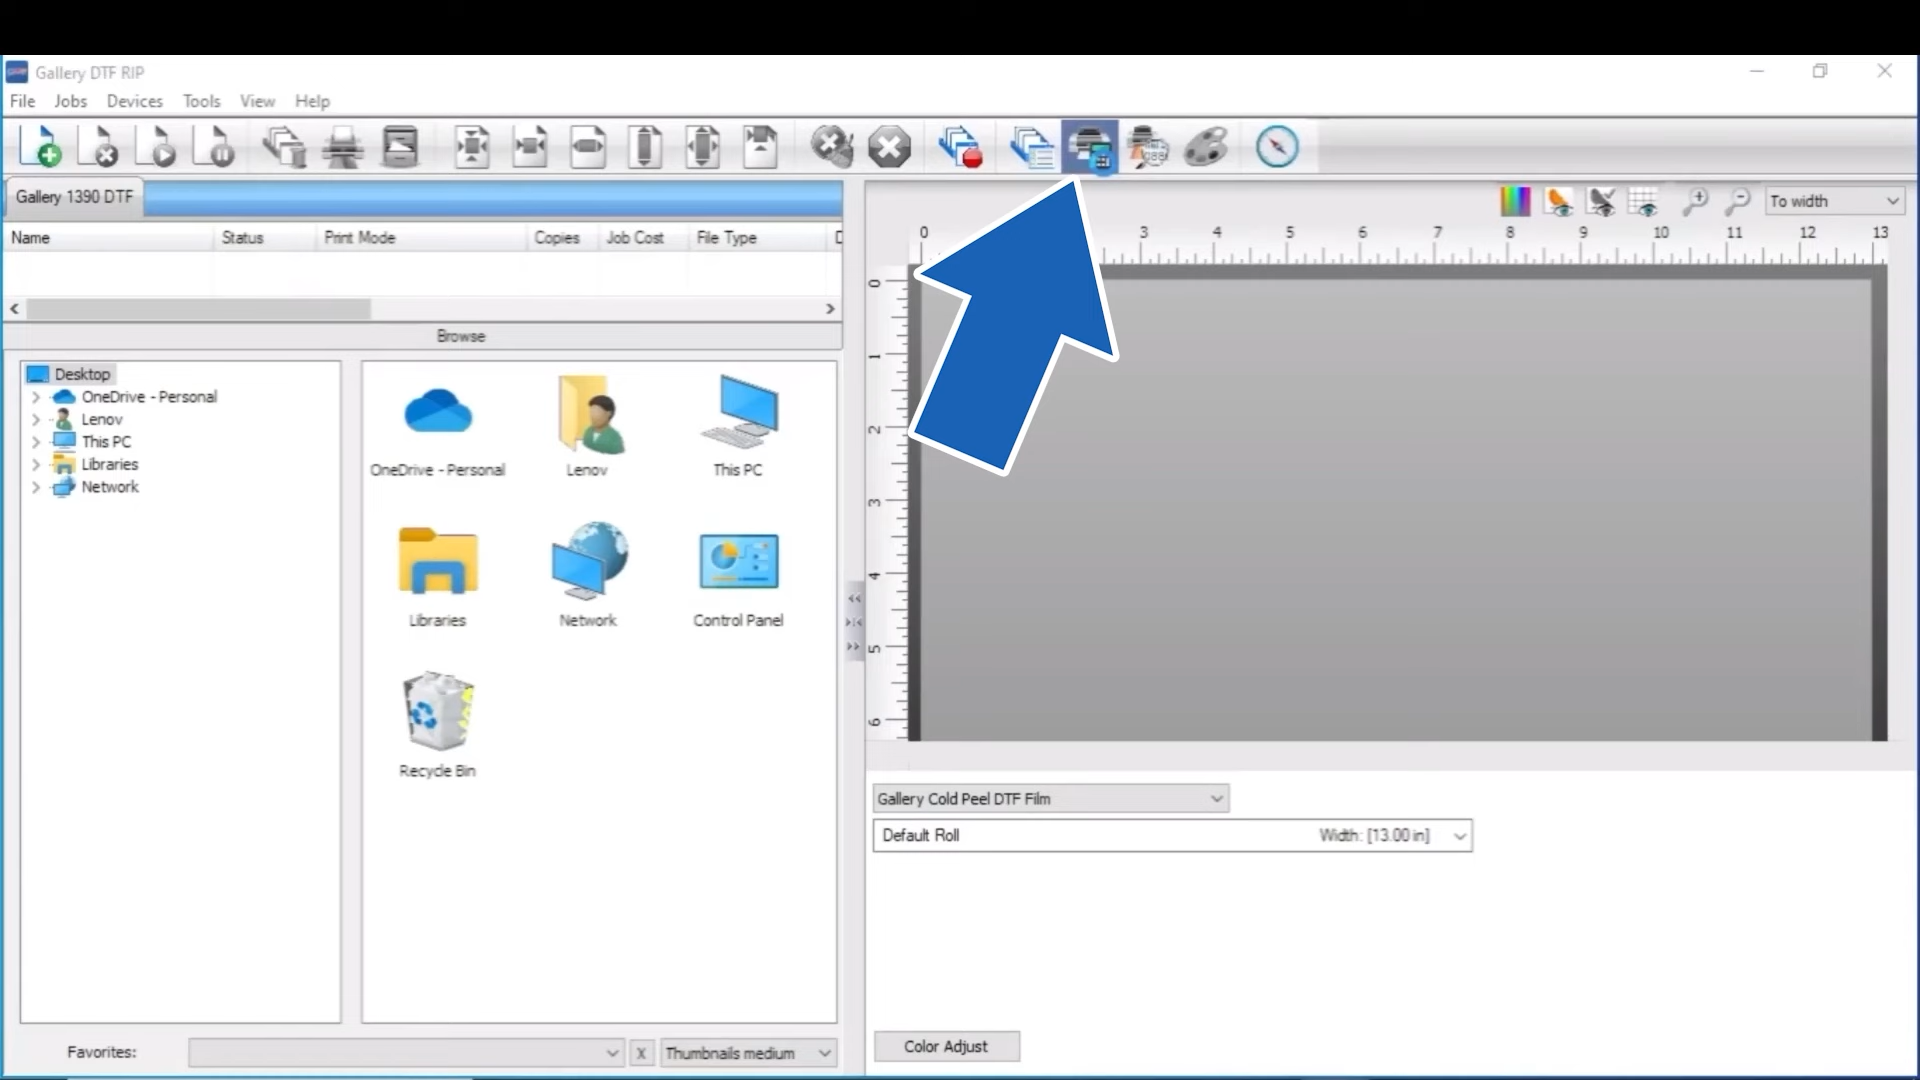 Gallery DTF RIP
File Jobs Devices Tools View Help
Gallery 1390 DTF
To width
Name Status Print Mode Copies Job Cost File Type
0 3 4 5 6 7 8 9 10 11 12 13
0
1
2
3
4
5
6
Browse
Desktop
OneDrive - Personal
Lenov
This PC
Libraries
Network
OneDrive - Personal Lenov This PC
Libraries Network Control Panel
Recycle Bin
Gallery Cold Peel DTF Film
Default Roll Width: [13.00 in]
Color Adjust
Favorites: X Thumbnails medium